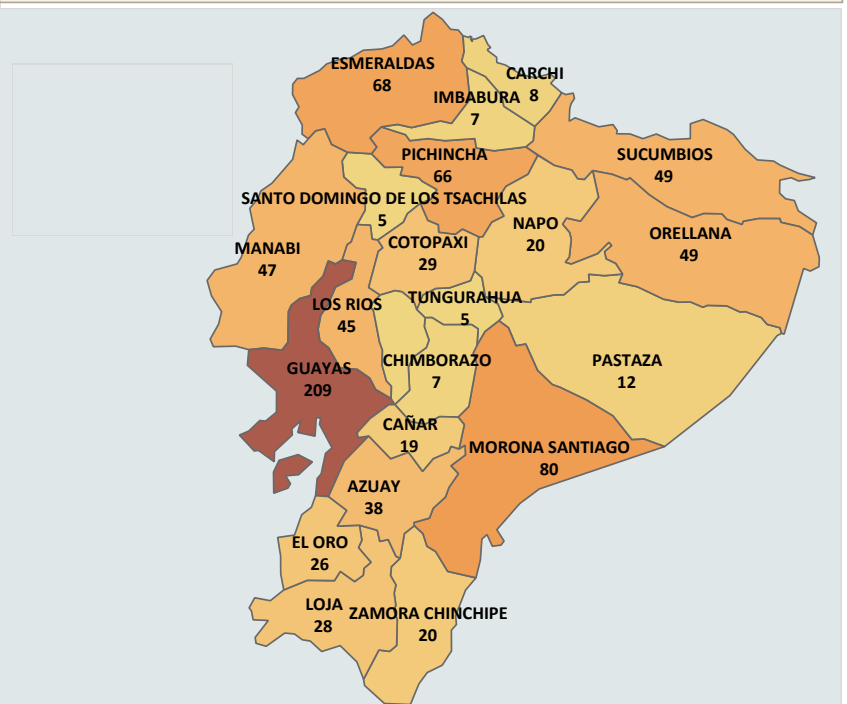 ESMERALDAS
68
CARCHI
8
IMBABURA
7
PICHINCHA
66
SUCUMBIOS
49
SANTO DOMINGO DE LOS TSACHILAS
5
NAPO
20
ORELLANA
49
MANABI
47
COTOPAXI
29
LOS RIOS
45
TUNGURAHUA
5
GUAYAS
209
CHIMBORAZO
7
PASTAZA
12
CAÑAR
19
MORONA SANTIAGO
80
AZUAY
38
EL ORO
26
LOJA
28
ZAMORA CHINCHIPE
20